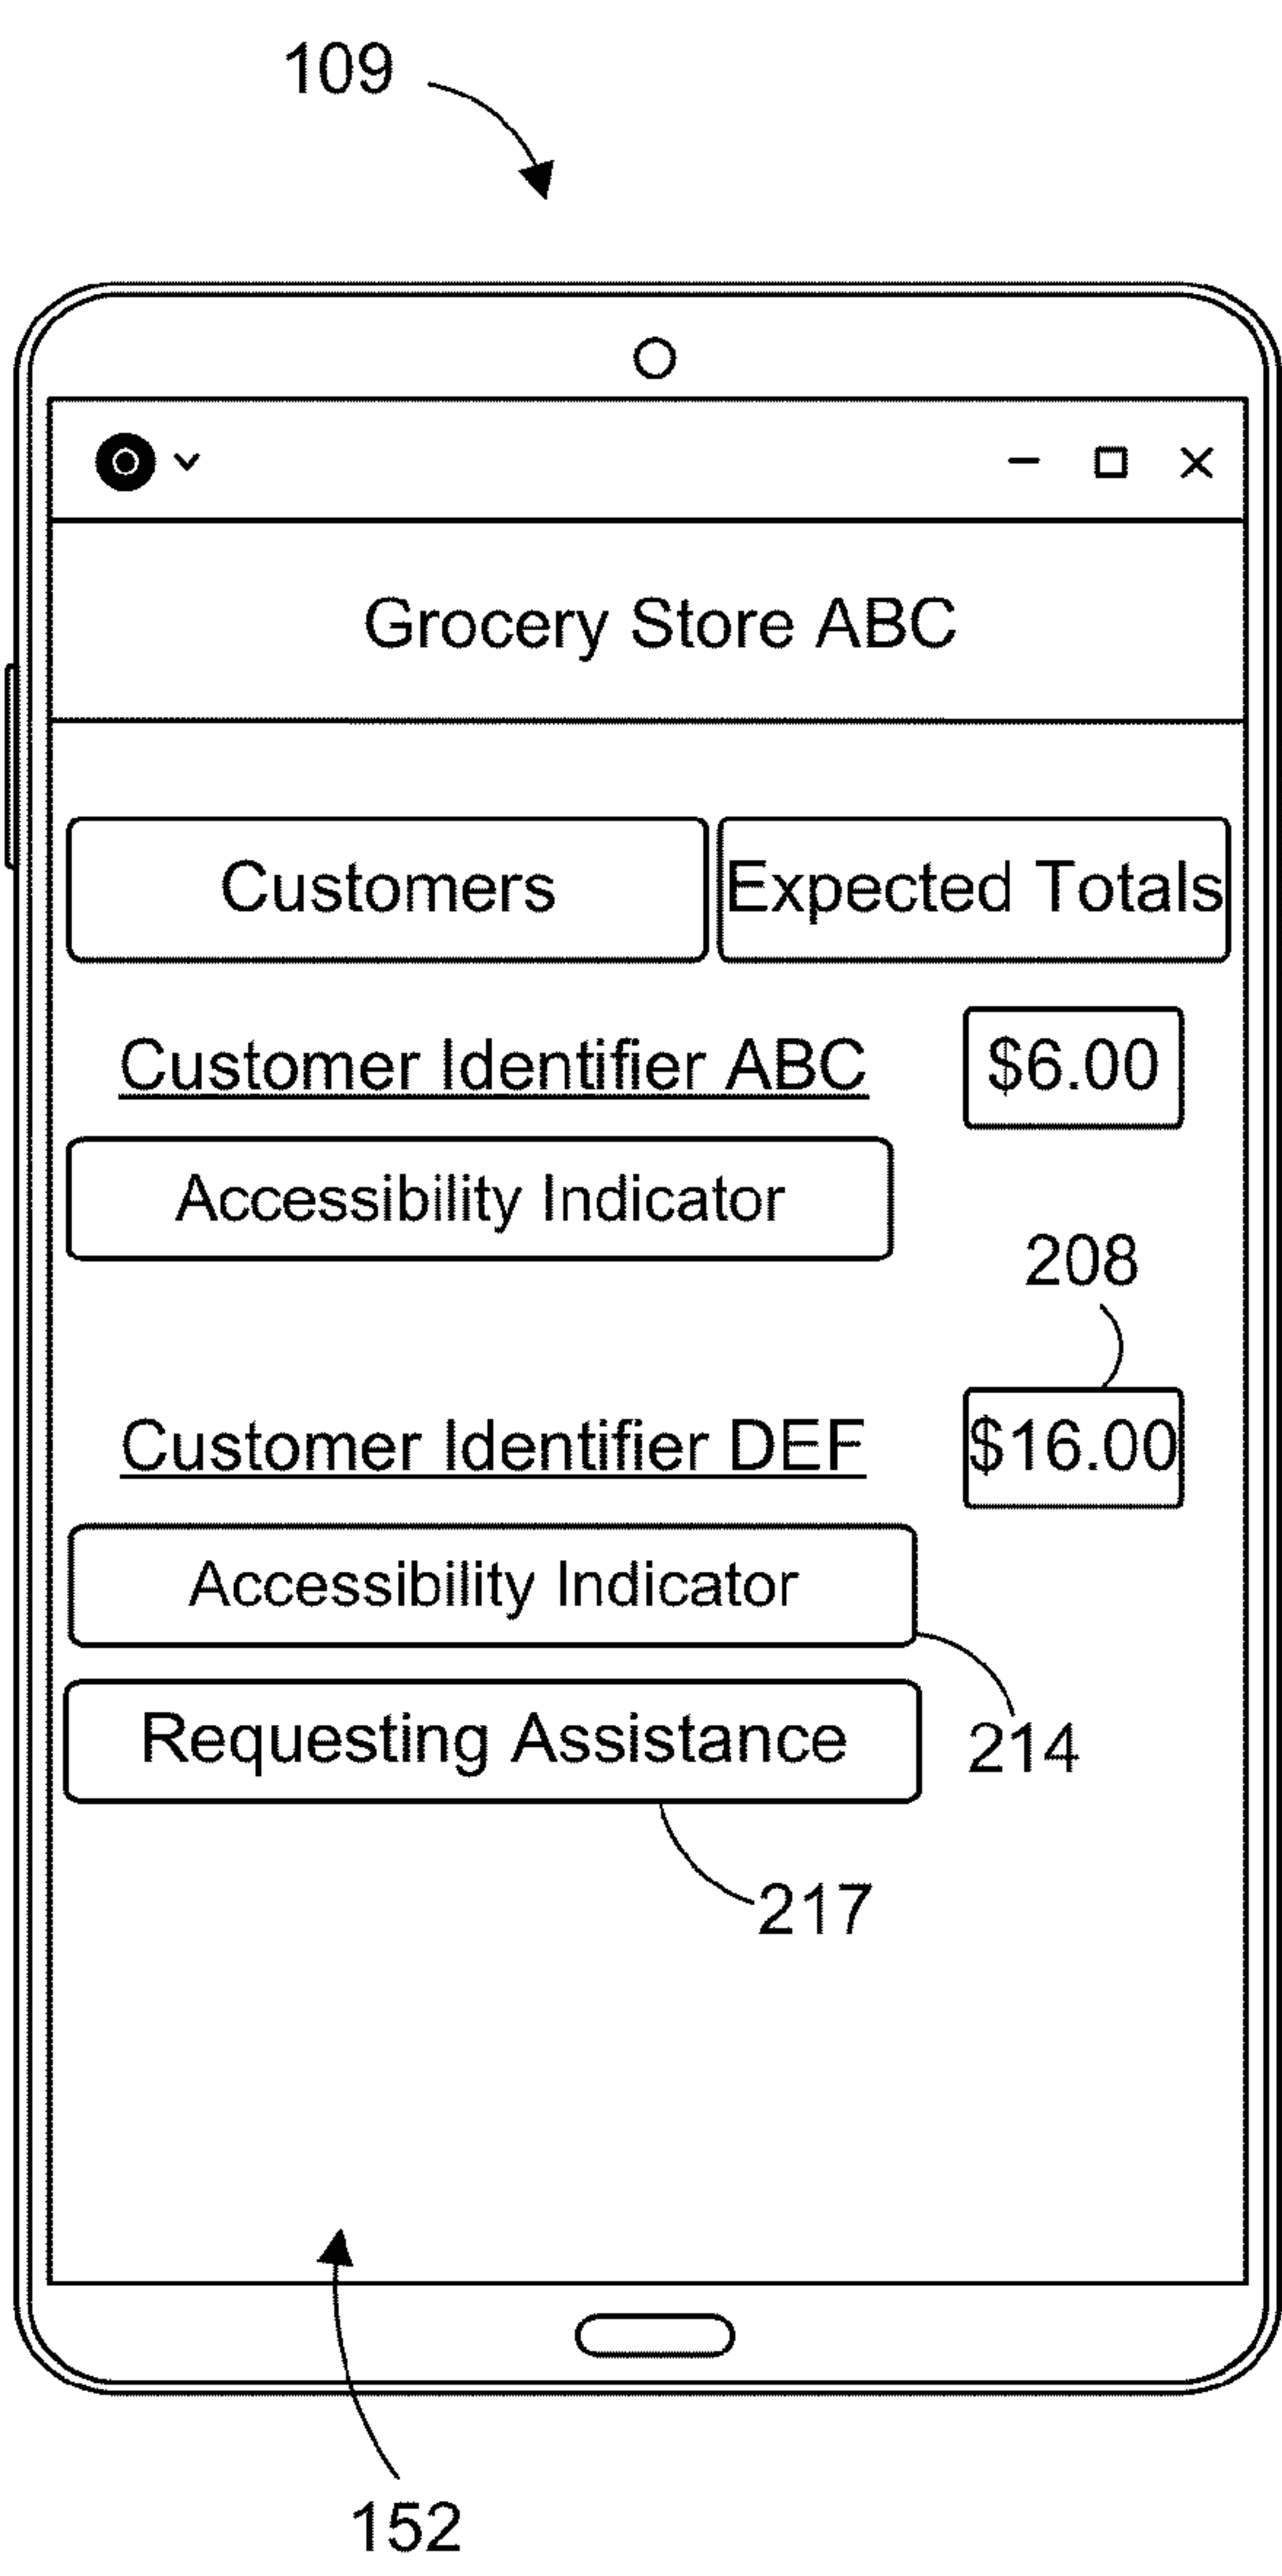 109
Grocery Store ABC
Customers Expected Totals
Customer Identifier ABC $6.00
Accessibility Indicator
208
Customer Identifier DEF $16.00
Accessibility Indicator
214
Requesting Assistance
217
152